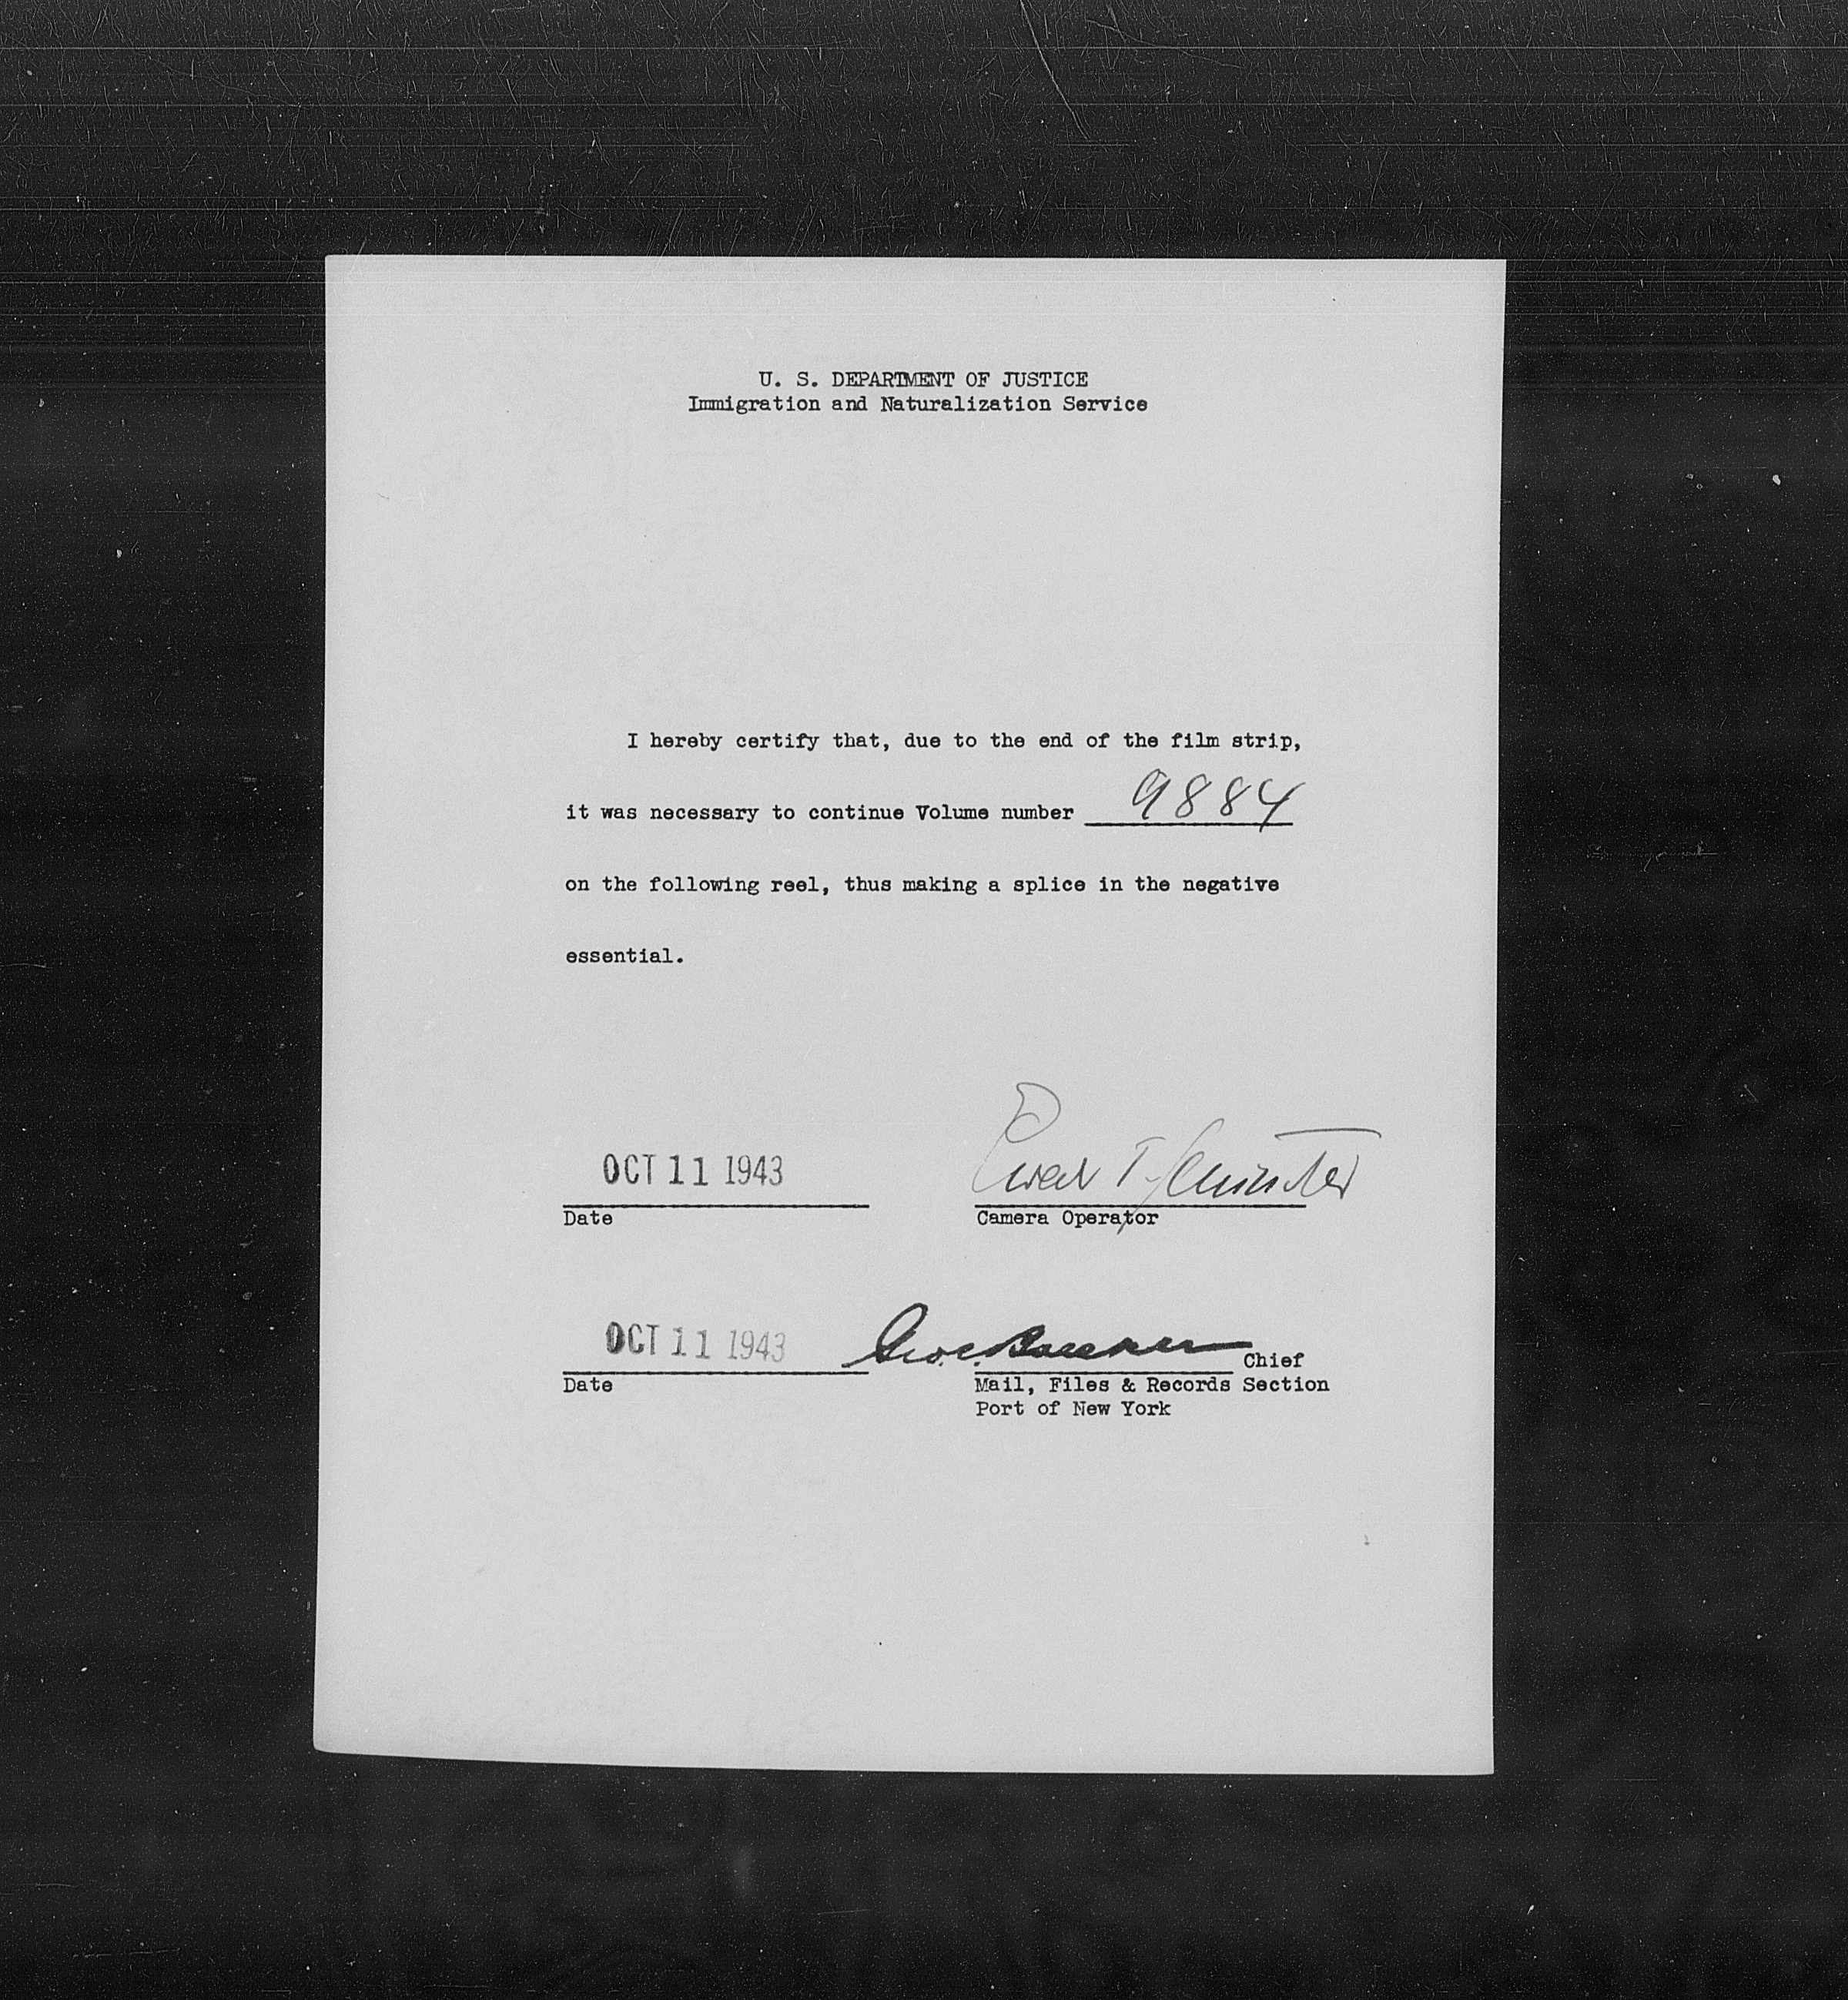 U. S. DEPARTMENT OF JUSTICE
Immigration and Naturalization Service
I hereby certify that, due to the end of the film strip,
it was necessary to continue Volume number 9884
on the following reel, thus making a splice in the negative
essential.
OCT 11 1943
Date
Camera Operator
OCT 11 1943
Date
Chief
Mail, Files & Records Section
Port of New York